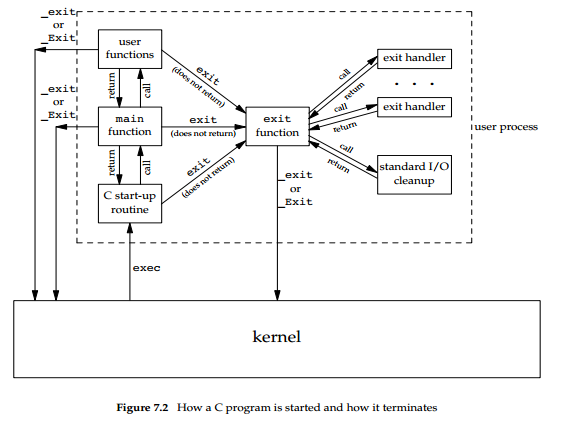 _exit
or
_Exit
user
functions
exit
(does not return)
call
return
exit handler
. . .
_exit
or
_Exit
return
call
main
function
exit
(does not return)
exit
function
call
return
exit handler
user process
return
call
exit
(does not return)
call
return
standard I/O
cleanup
C start-up
routine
_exit
or
_Exit
exec
kernel
Figure 7.2 How a C program is started and how it terminates